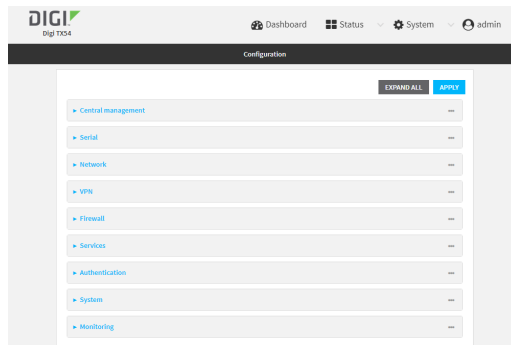 DIGI
Digi TX54
Dashboard Status System admin
Configuration
EXPAND ALL APPLY
Central management
Serial
Network
VPN
Firewall
Services
Authentication
System
Monitoring